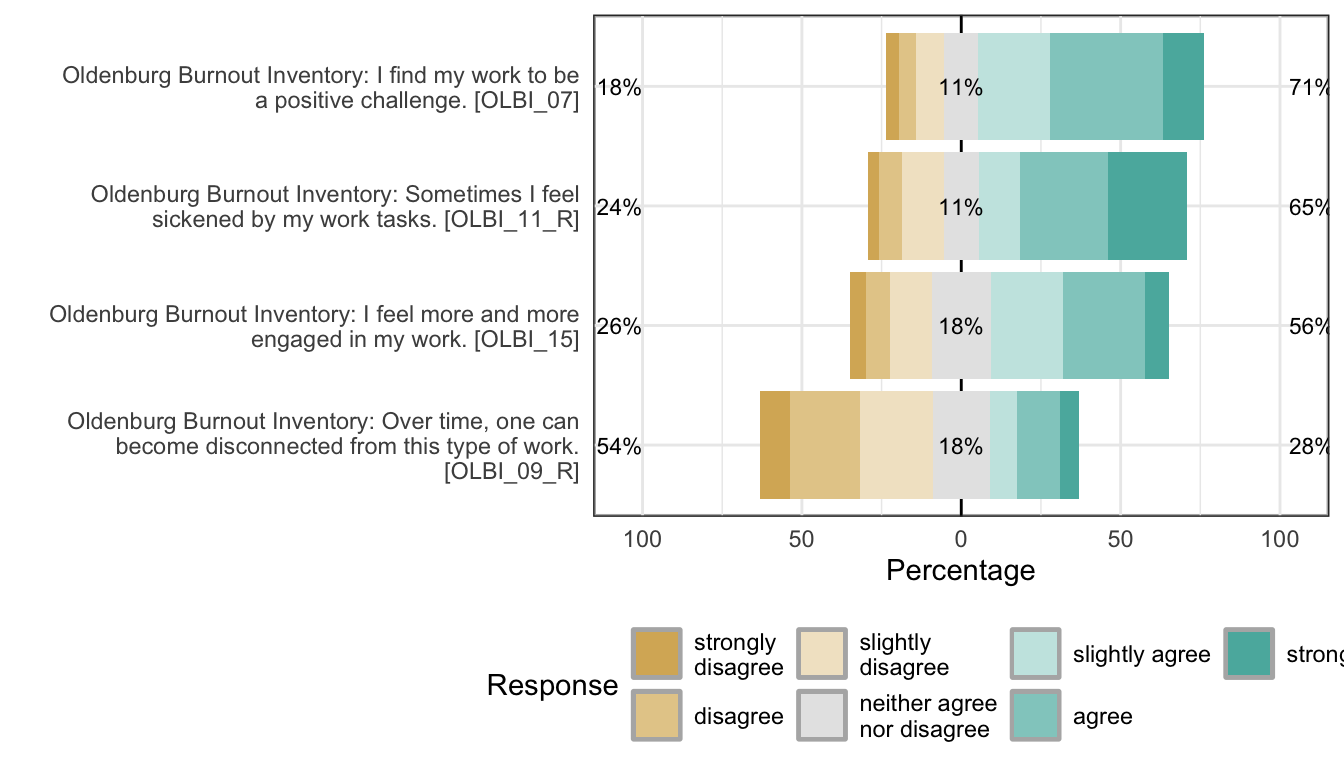 Oldenburg Burnout Inventory: I find my work to be
a positive challenge. [OLBI_07]
18%
11%
71%
Oldenburg Burnout Inventory: Sometimes I feel
sickened by my work tasks. [OLBI_11_R]
24%
11%
65%
Oldenburg Burnout Inventory: I feel more and more
engaged in my work. [OLBI_15]
26%
18%
56%
Oldenburg Burnout Inventory: Over time, one can
become disconnected from this type of work.
[OLBI_09_R]
54%
18%
28%
100 50 0 50 100
Percentage
Response
strongly
disagree
disagree
slightly
disagree
neither agree
nor disagree
slightly agree
agree